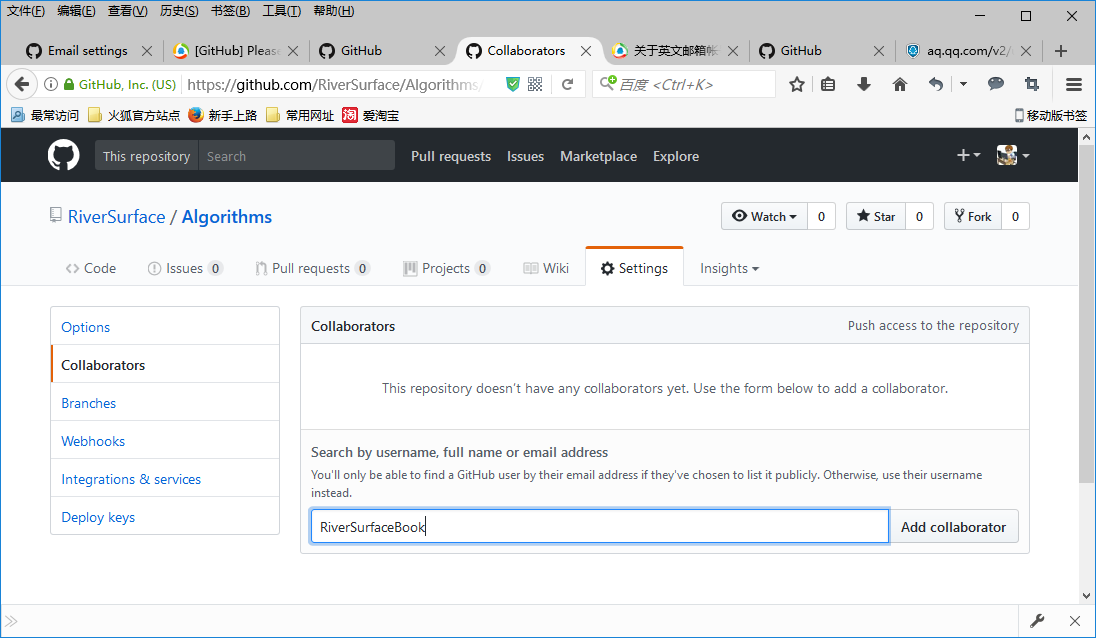 文件(F) 编辑(E) 查看(V) 历史(S) 书签(B) 工具(T) 帮助(H)
Email settings [GitHub] Pleas GitHub Collaborators 关于英文邮箱帐 GitHub aq.qq.com/v2/
GitHub, Inc. (US) https://github.com/RiverSurface/Algorithms/ 百度 <Ctrl+K>
最常访问 火狐官方站点 新手上路 常用网址 淘 爱淘宝 移动版书签
This repository Search Pull requests Issues Marketplace Explore
RiverSurface / Algorithms Watch 0 Star 0 Fork 0
Code Issues 0 Pull requests 0 Projects 0 Wiki Settings Insights
Options
Collaborators
Branches
Webhooks
Integrations & services
Deploy keys
Collaborators Push access to the repository
This repository doesn't have any collaborators yet. Use the form below to add a collaborator.
Search by username, full name or email address
You'll only be able to find a GitHub user by their email address if they've chosen to list it publicly. Otherwise, use their username
instead.
RiverSurfaceBook Add collaborator